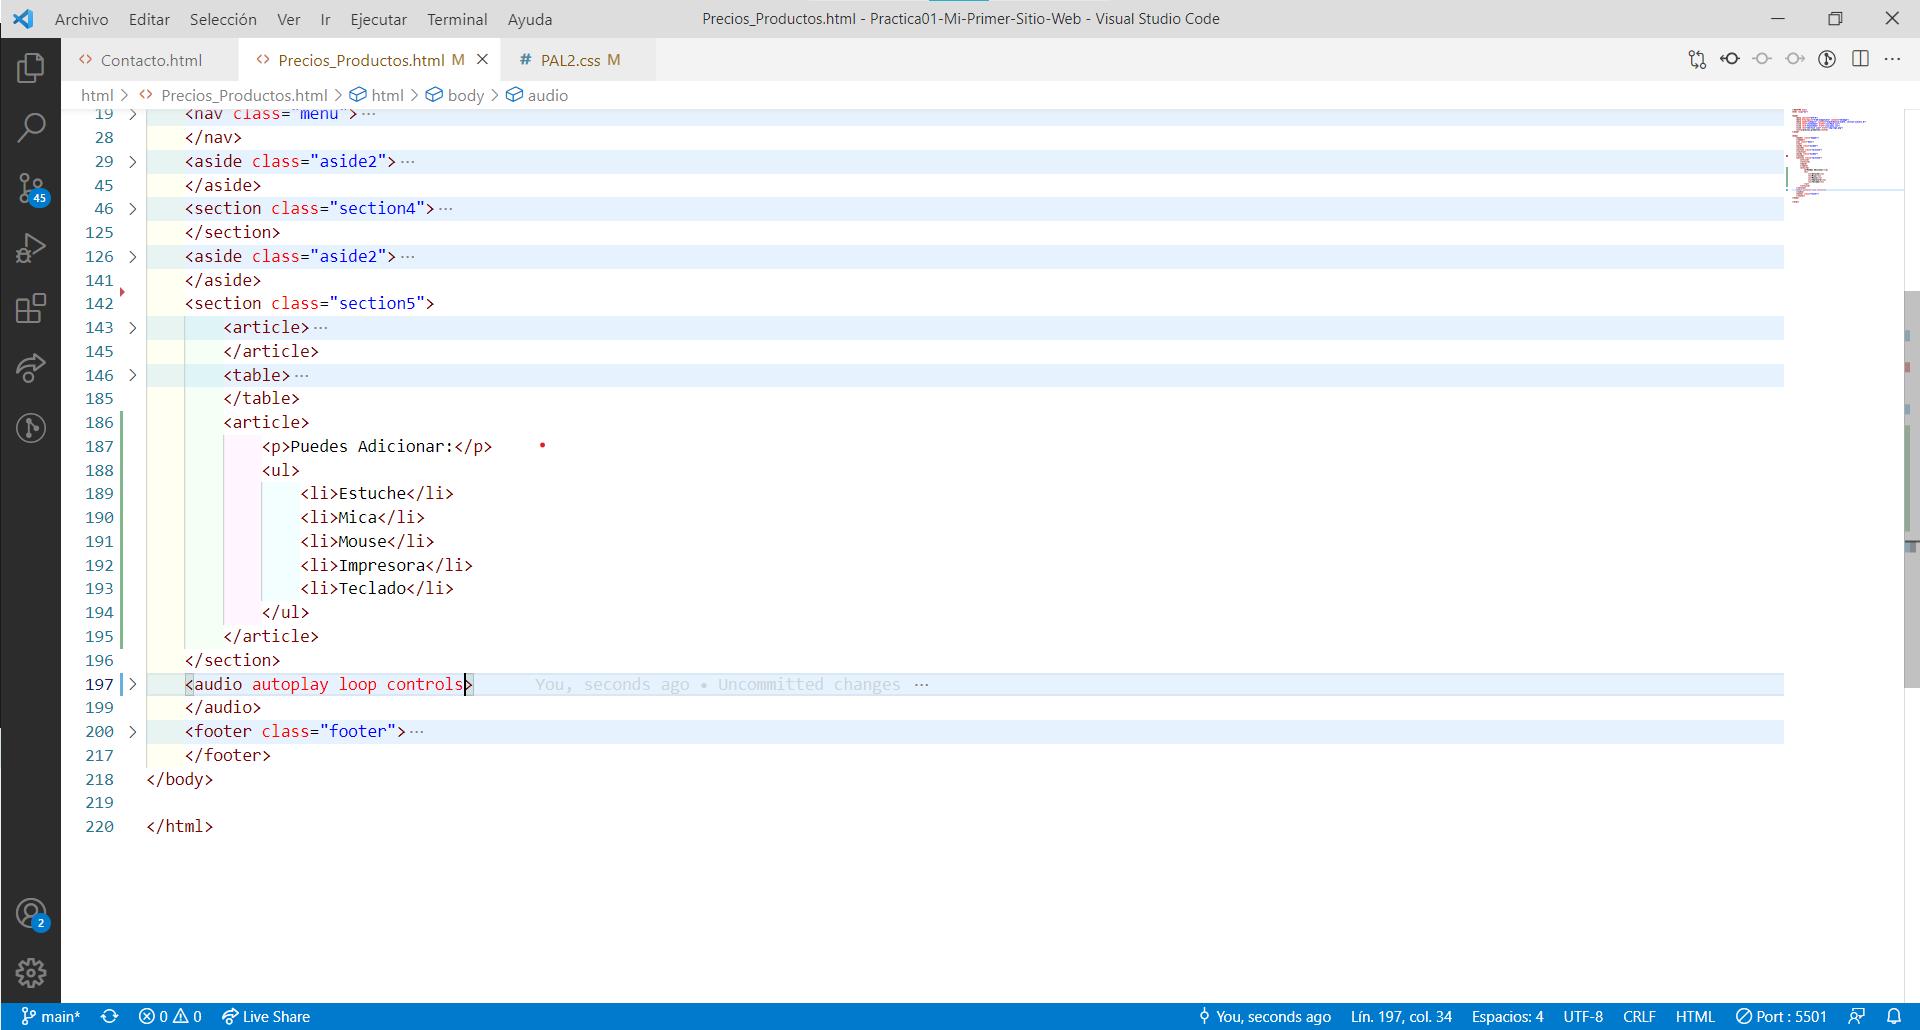 Archivo Editar Selección Ver Ir Ejecutar Terminal Ayuda Precios_Productos.html - Practica01-Mi-Primer-Sitio-Web - Visual Studio Code
Contacto.html Precios_Productos.html M PAL2.css M
html > Precios_Productos.html > html > body > audio
19 <nav class="menu"> ...
28 </nav>
29 <aside class="aside2"> ...
45 </aside>
46 <section class="section4"> ...
125 </section>
126 <aside class="aside2"> ...
141 </aside>
142 <section class="section5">
143 <article> ...
145 </article>
146 <table> ...
185 </table>
186 <article>
187 <p>Puedes Adicionar:</p>
188 <ul>
189 <li>Estuche</li>
190 <li>Mica</li>
191 <li>Mouse</li>
192 <li>Impresora</li>
193 <li>Teclado</li>
194 </ul>
195 </article>
196 </section>
197 <audio autoplay loop controls> You, seconds ago • Uncommitted changes ...
199 </audio>
200 <footer class="footer"> ...
217 </footer>
218 </body>
219
220 </html>
45
2
main* 0 0 Live Share You, seconds ago Lín. 197, col. 34 Espacios: 4 UTF-8 CRLF HTML Port : 5501